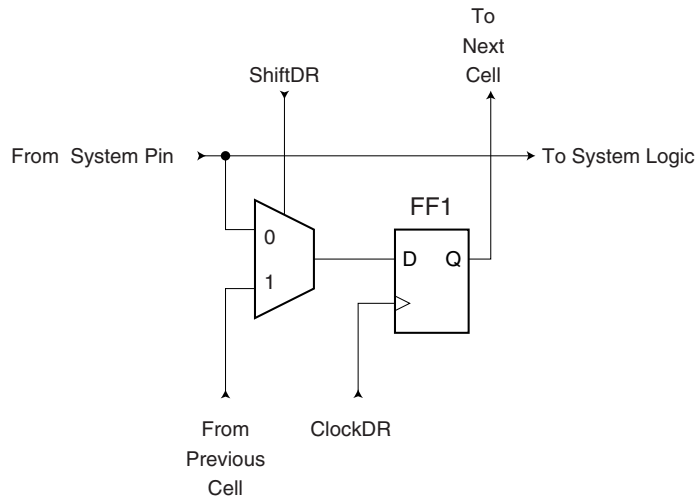 To
Next
Cell
ShiftDR
From System Pin
To System Logic
FF1
0
D Q
1
From
Previous
Cell
ClockDR